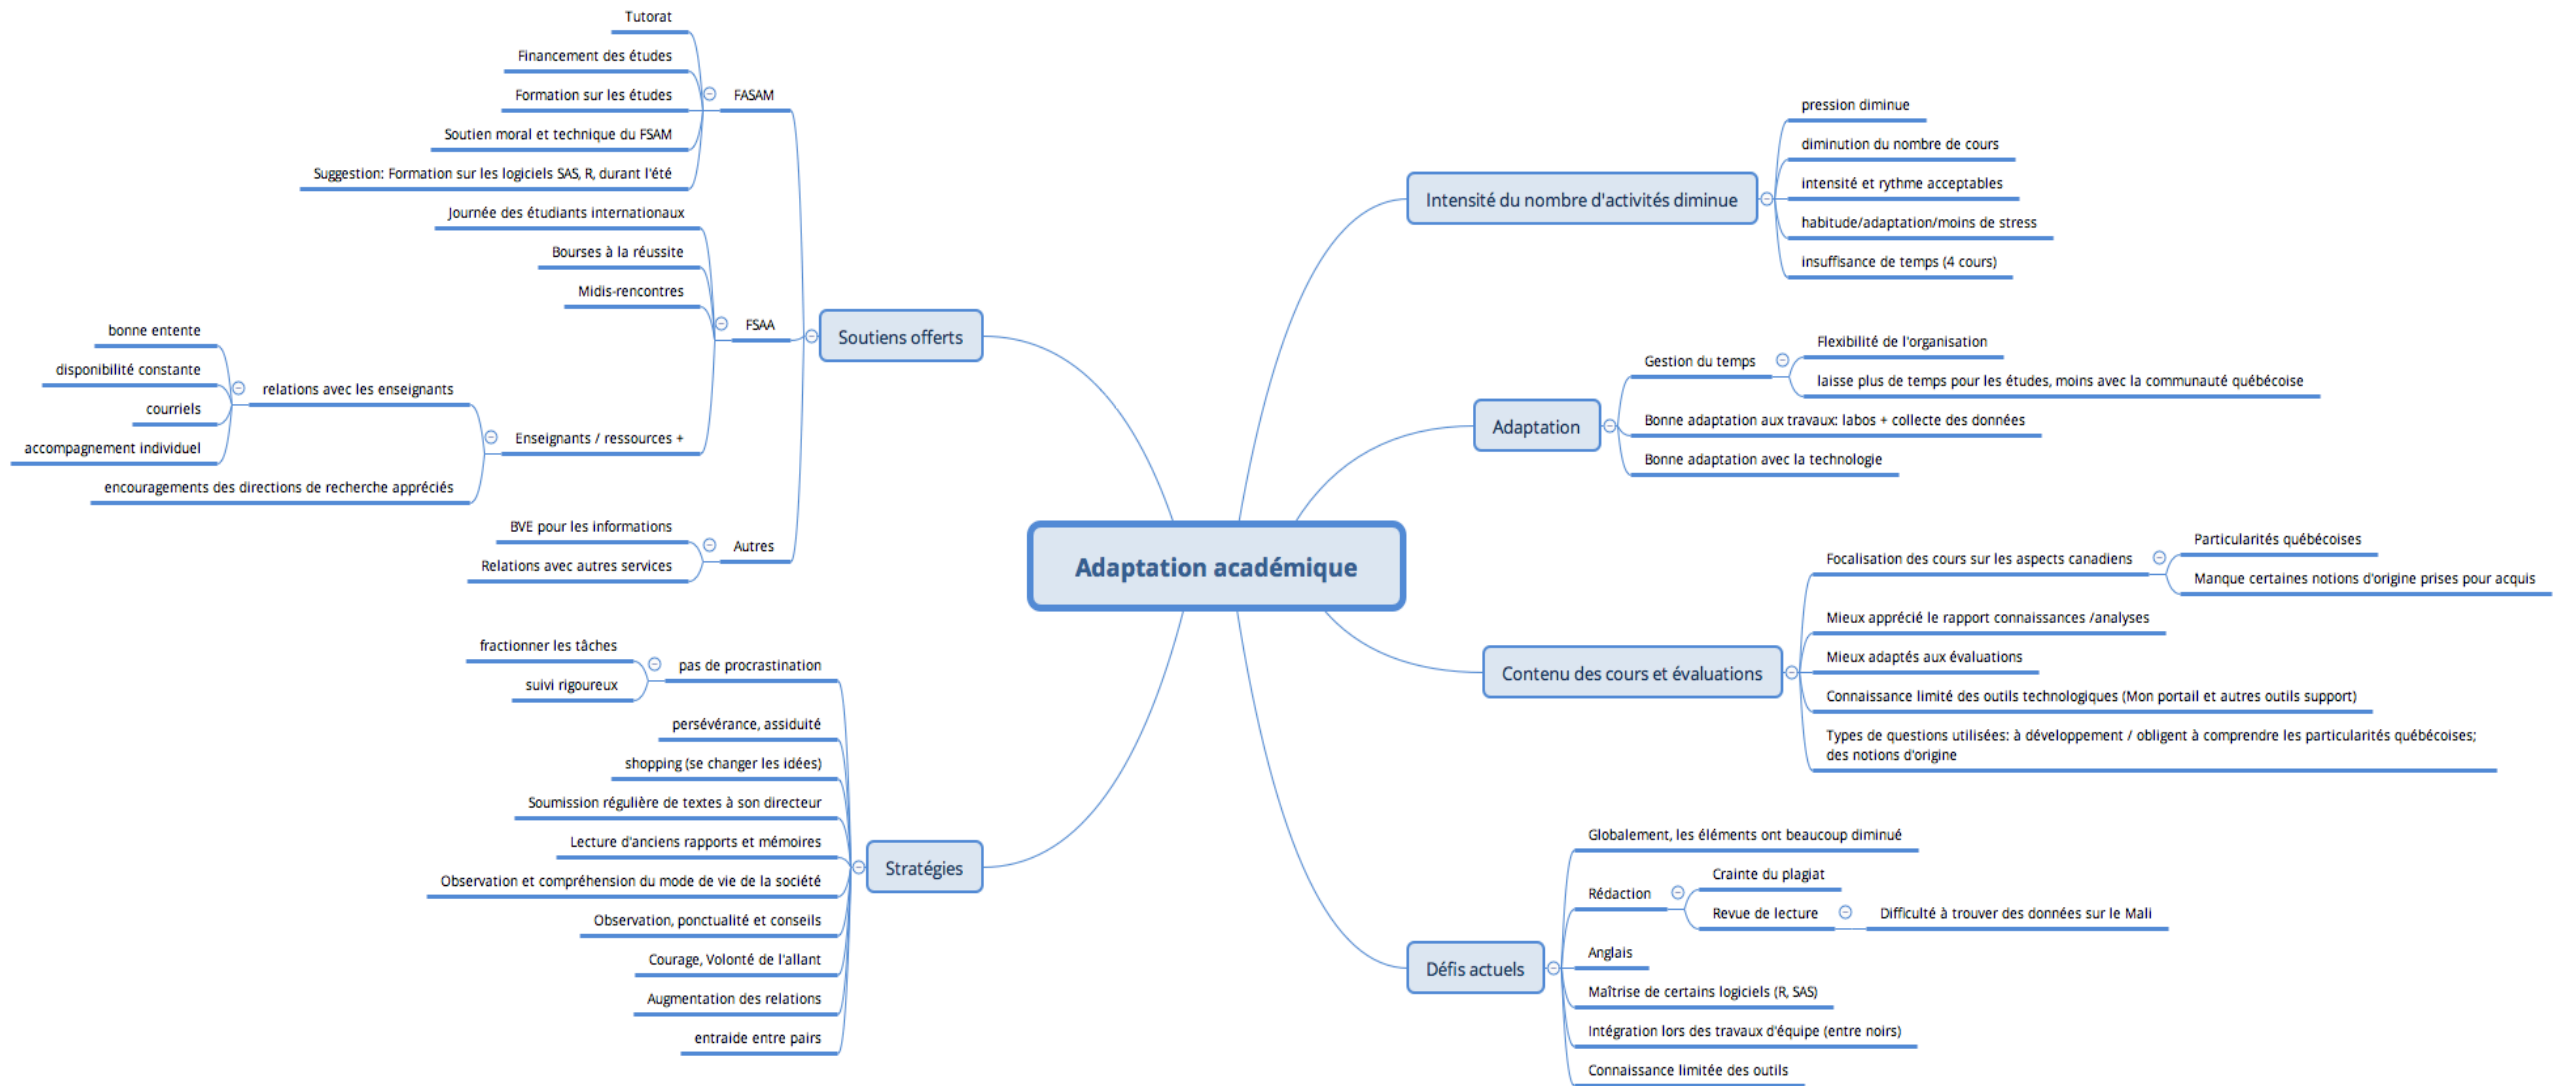 Adaptation académique
Soutiens offerts
FASAM
Tutorat
Financement des études
Formation sur les études
Soutien moral et technique du FSAM
Suggestion: Formation sur les logiciels SAS, R, durant l'été
FSAA
Journée des étudiants internationaux
Bourses à la réussite
Midis-rencontres
Enseignants / ressources +
relations avec les enseignants
bonne entente
disponibilité constante
courriels
accompagnement individuel
encouragements des directions de recherche appréciés
Autres
BVE pour les informations
Relations avec autres services
Stratégies
pas de procrastination
fractionner les tâches
suivi rigoureux
persévérance, assiduité
shopping (se changer les idées)
Soumission régulière de textes à son directeur
Lecture d'anciens rapports et mémoires
Observation et compréhension du mode de vie de la société
Observation, ponctualité et conseils
Courage, Volonté de l'allant
Augmentation des relations
entraide entre pairs
Intensité du nombre d'activités diminue
pression diminue
diminution du nombre de cours
intensité et rythme acceptables
habitude/adaptation/moins de stress
insuffisance de temps (4 cours)
Adaptation
Gestion du temps
Flexibilité de l'organisation
laisse plus de temps pour les études, moins avec la communauté québécoise
Bonne adaptation aux travaux: labos + collecte des données
Bonne adaptation avec la technologie
Contenu des cours et évaluations
Focalisation des cours sur les aspects canadiens
Particularités québécoises
Manque certaines notions d'origine prises pour acquis
Mieux apprécié le rapport connaissances /analyses
Mieux adaptés aux évaluations
Connaissance limité des outils technologiques (Mon portail et autres outils support)
Types de questions utilisées: à développement / obligent à comprendre les particularités québécoises;
des notions d'origine
Défis actuels
Globalement, les éléments ont beaucoup diminué
Rédaction
Crainte du plagiat
Revue de lecture
Difficulté à trouver des données sur le Mali
Anglais
Maîtrise de certains logiciels (R, SAS)
Intégration lors des travaux d'équipe (entre noirs)
Connaissance limitée des outils